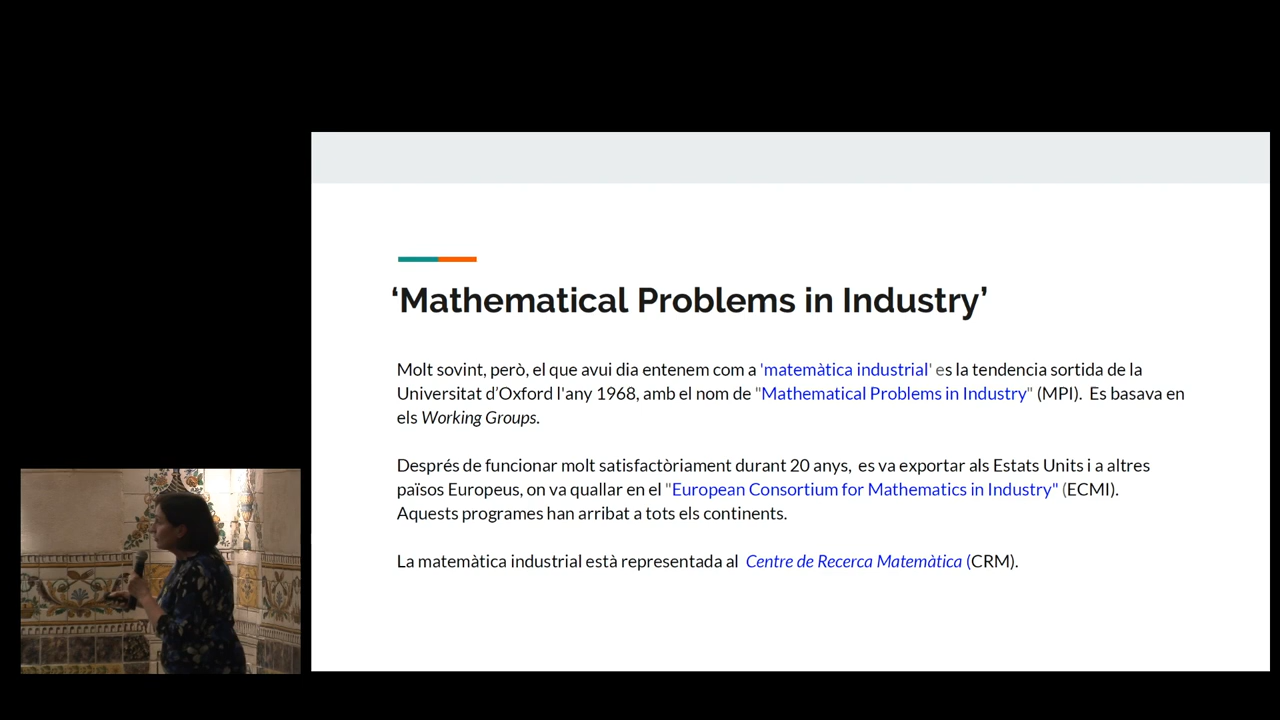 ‘Mathematical Problems in Industry’
Molt sovint, però, el que avui dia entenem com a 'matemàtica industrial' es la tendencia sortida de la
Universitat d’Oxford l'any 1968, amb el nom de "Mathematical Problems in Industry" (MPI). Es basava en
els Working Groups.
Després de funcionar molt satisfactòriament durant 20 anys, es va exportar als Estats Units i a altres
països Europeus, on va quallar en el "European Consortium for Mathematics in Industry" (ECMI).
Aquests programes han arribat a tots els continents.
La matemàtica industrial està representada al Centre de Recerca Matemàtica (CRM).